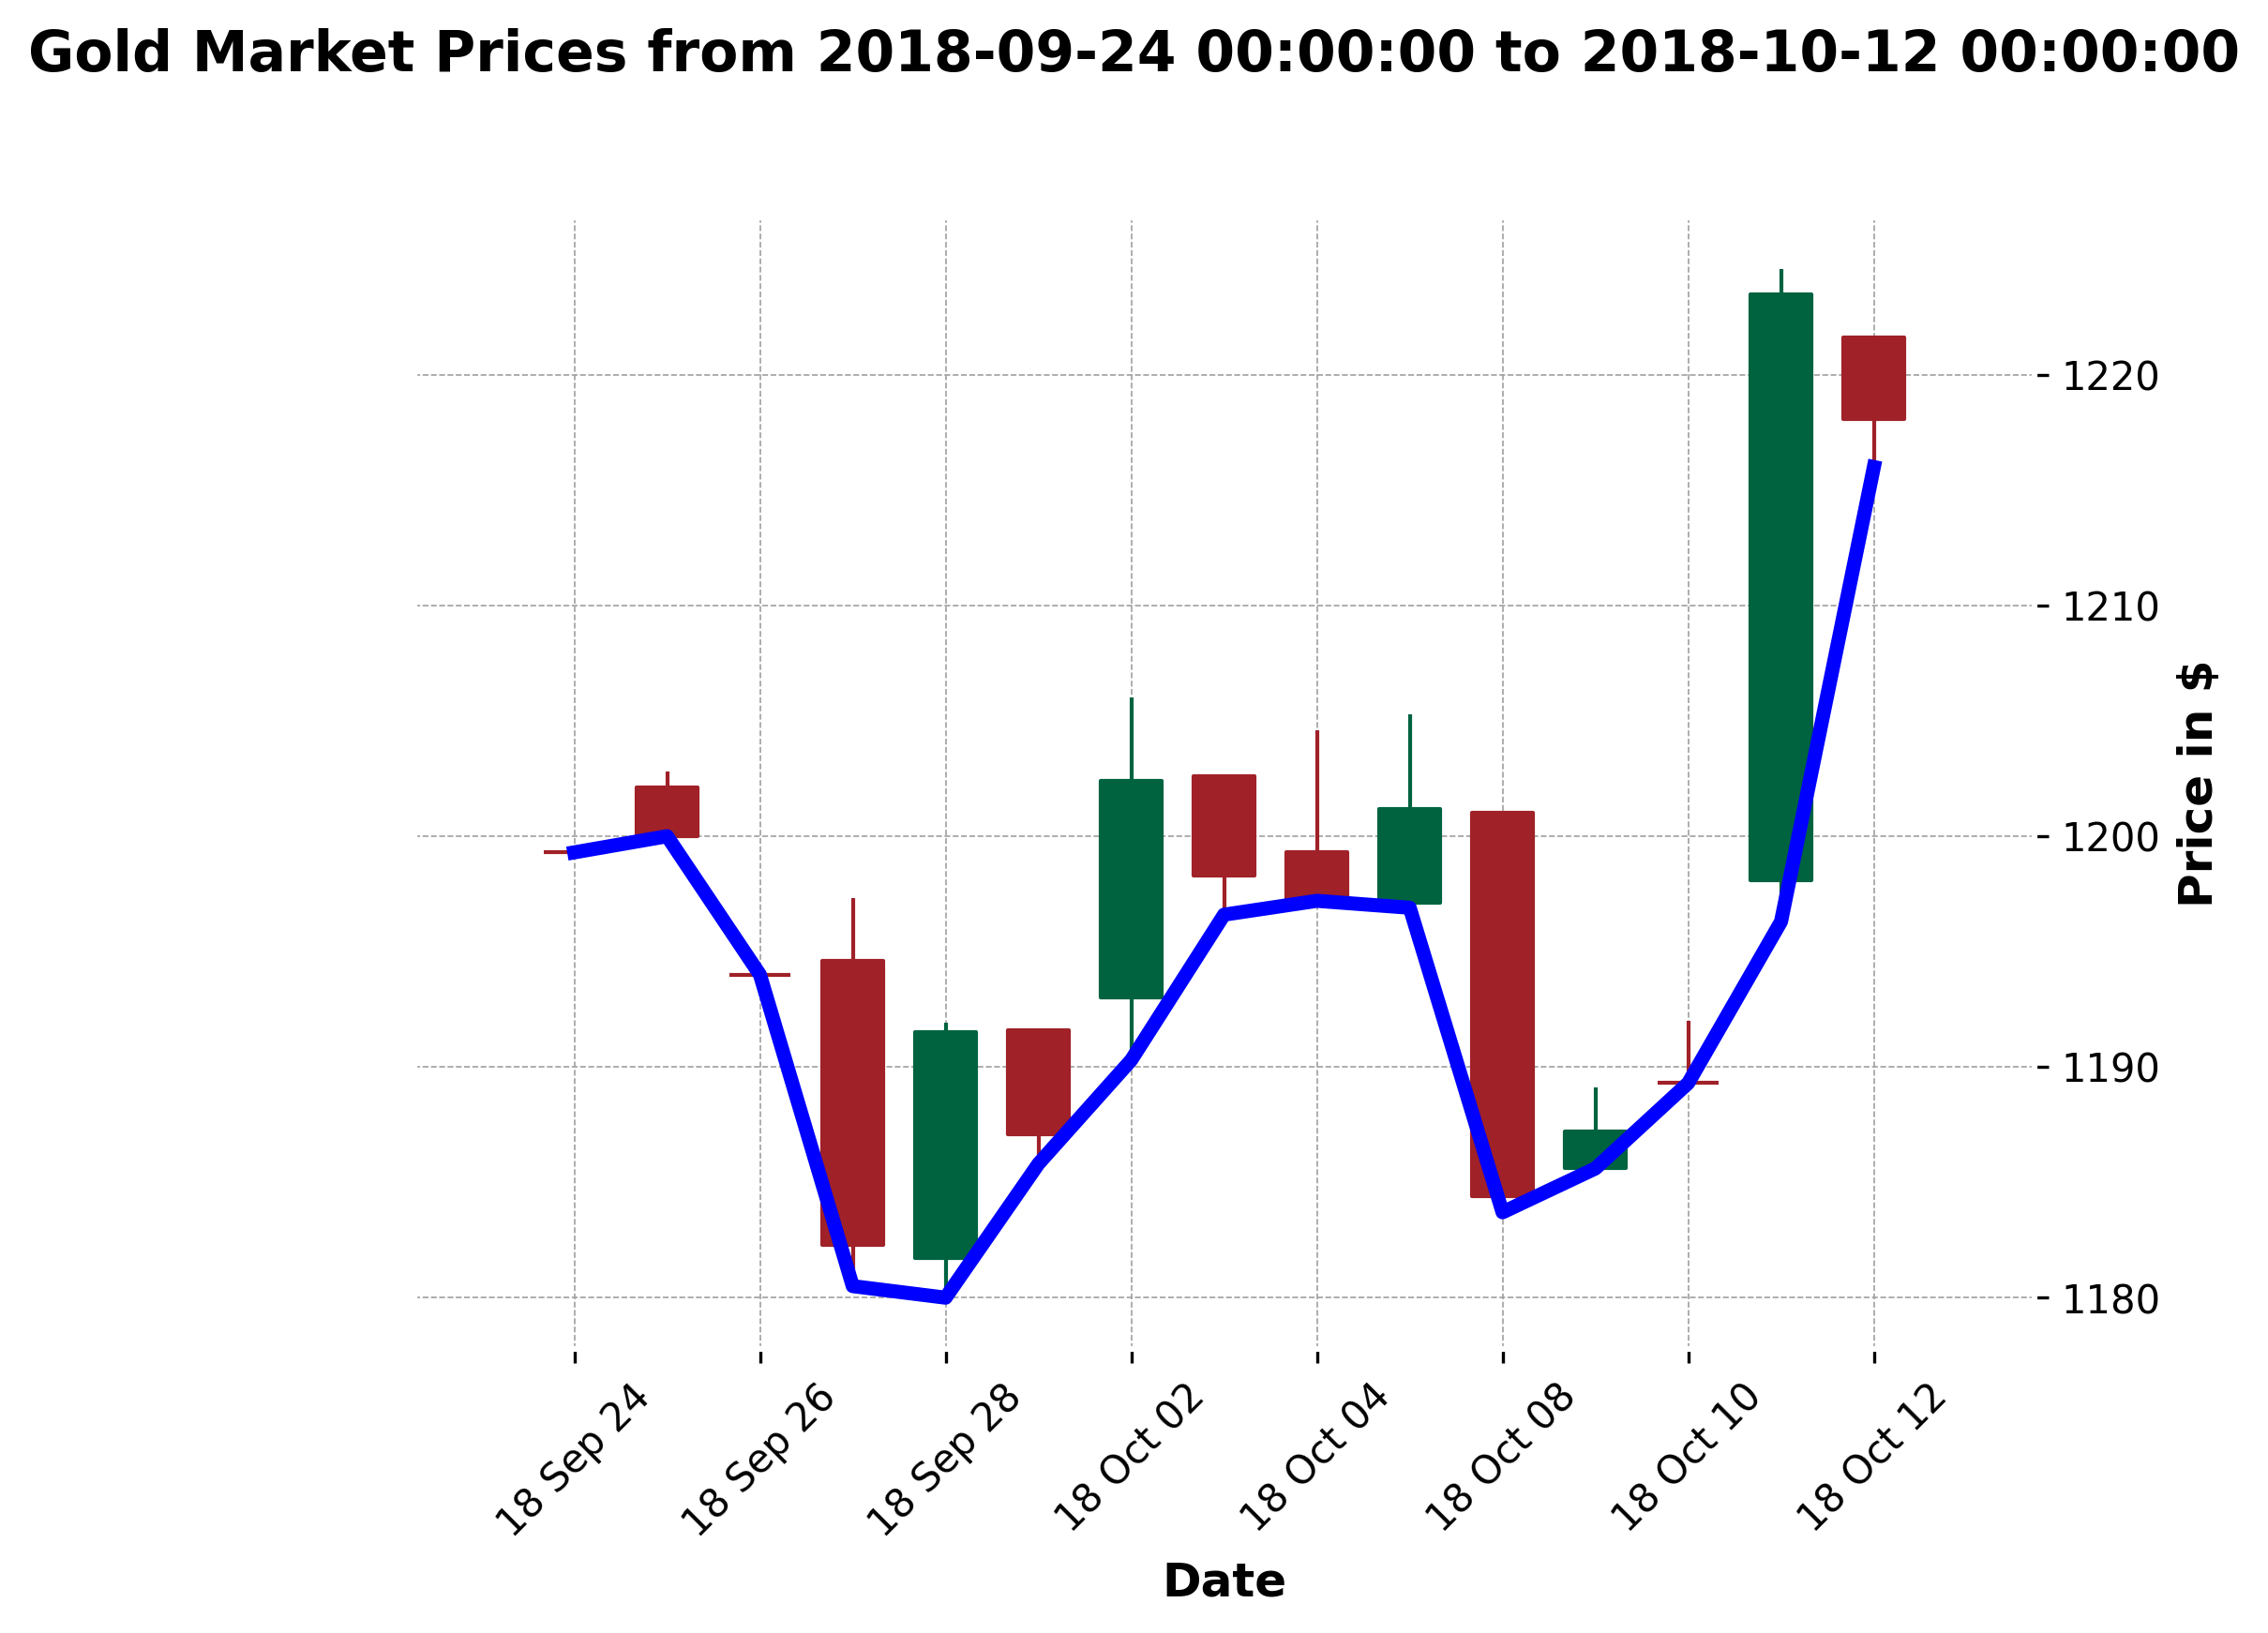 Gold Market Prices from 2018-09-24 00:00:00 to 2018-10-12 00:00:00
1220
1210
1200
1190
1180
Price in $
18 Sep 24
18 Sep 26
18 Sep 28
18 Oct 02
18 Oct 04
18 Oct 08
18 Oct 10
18 Oct 12
Date